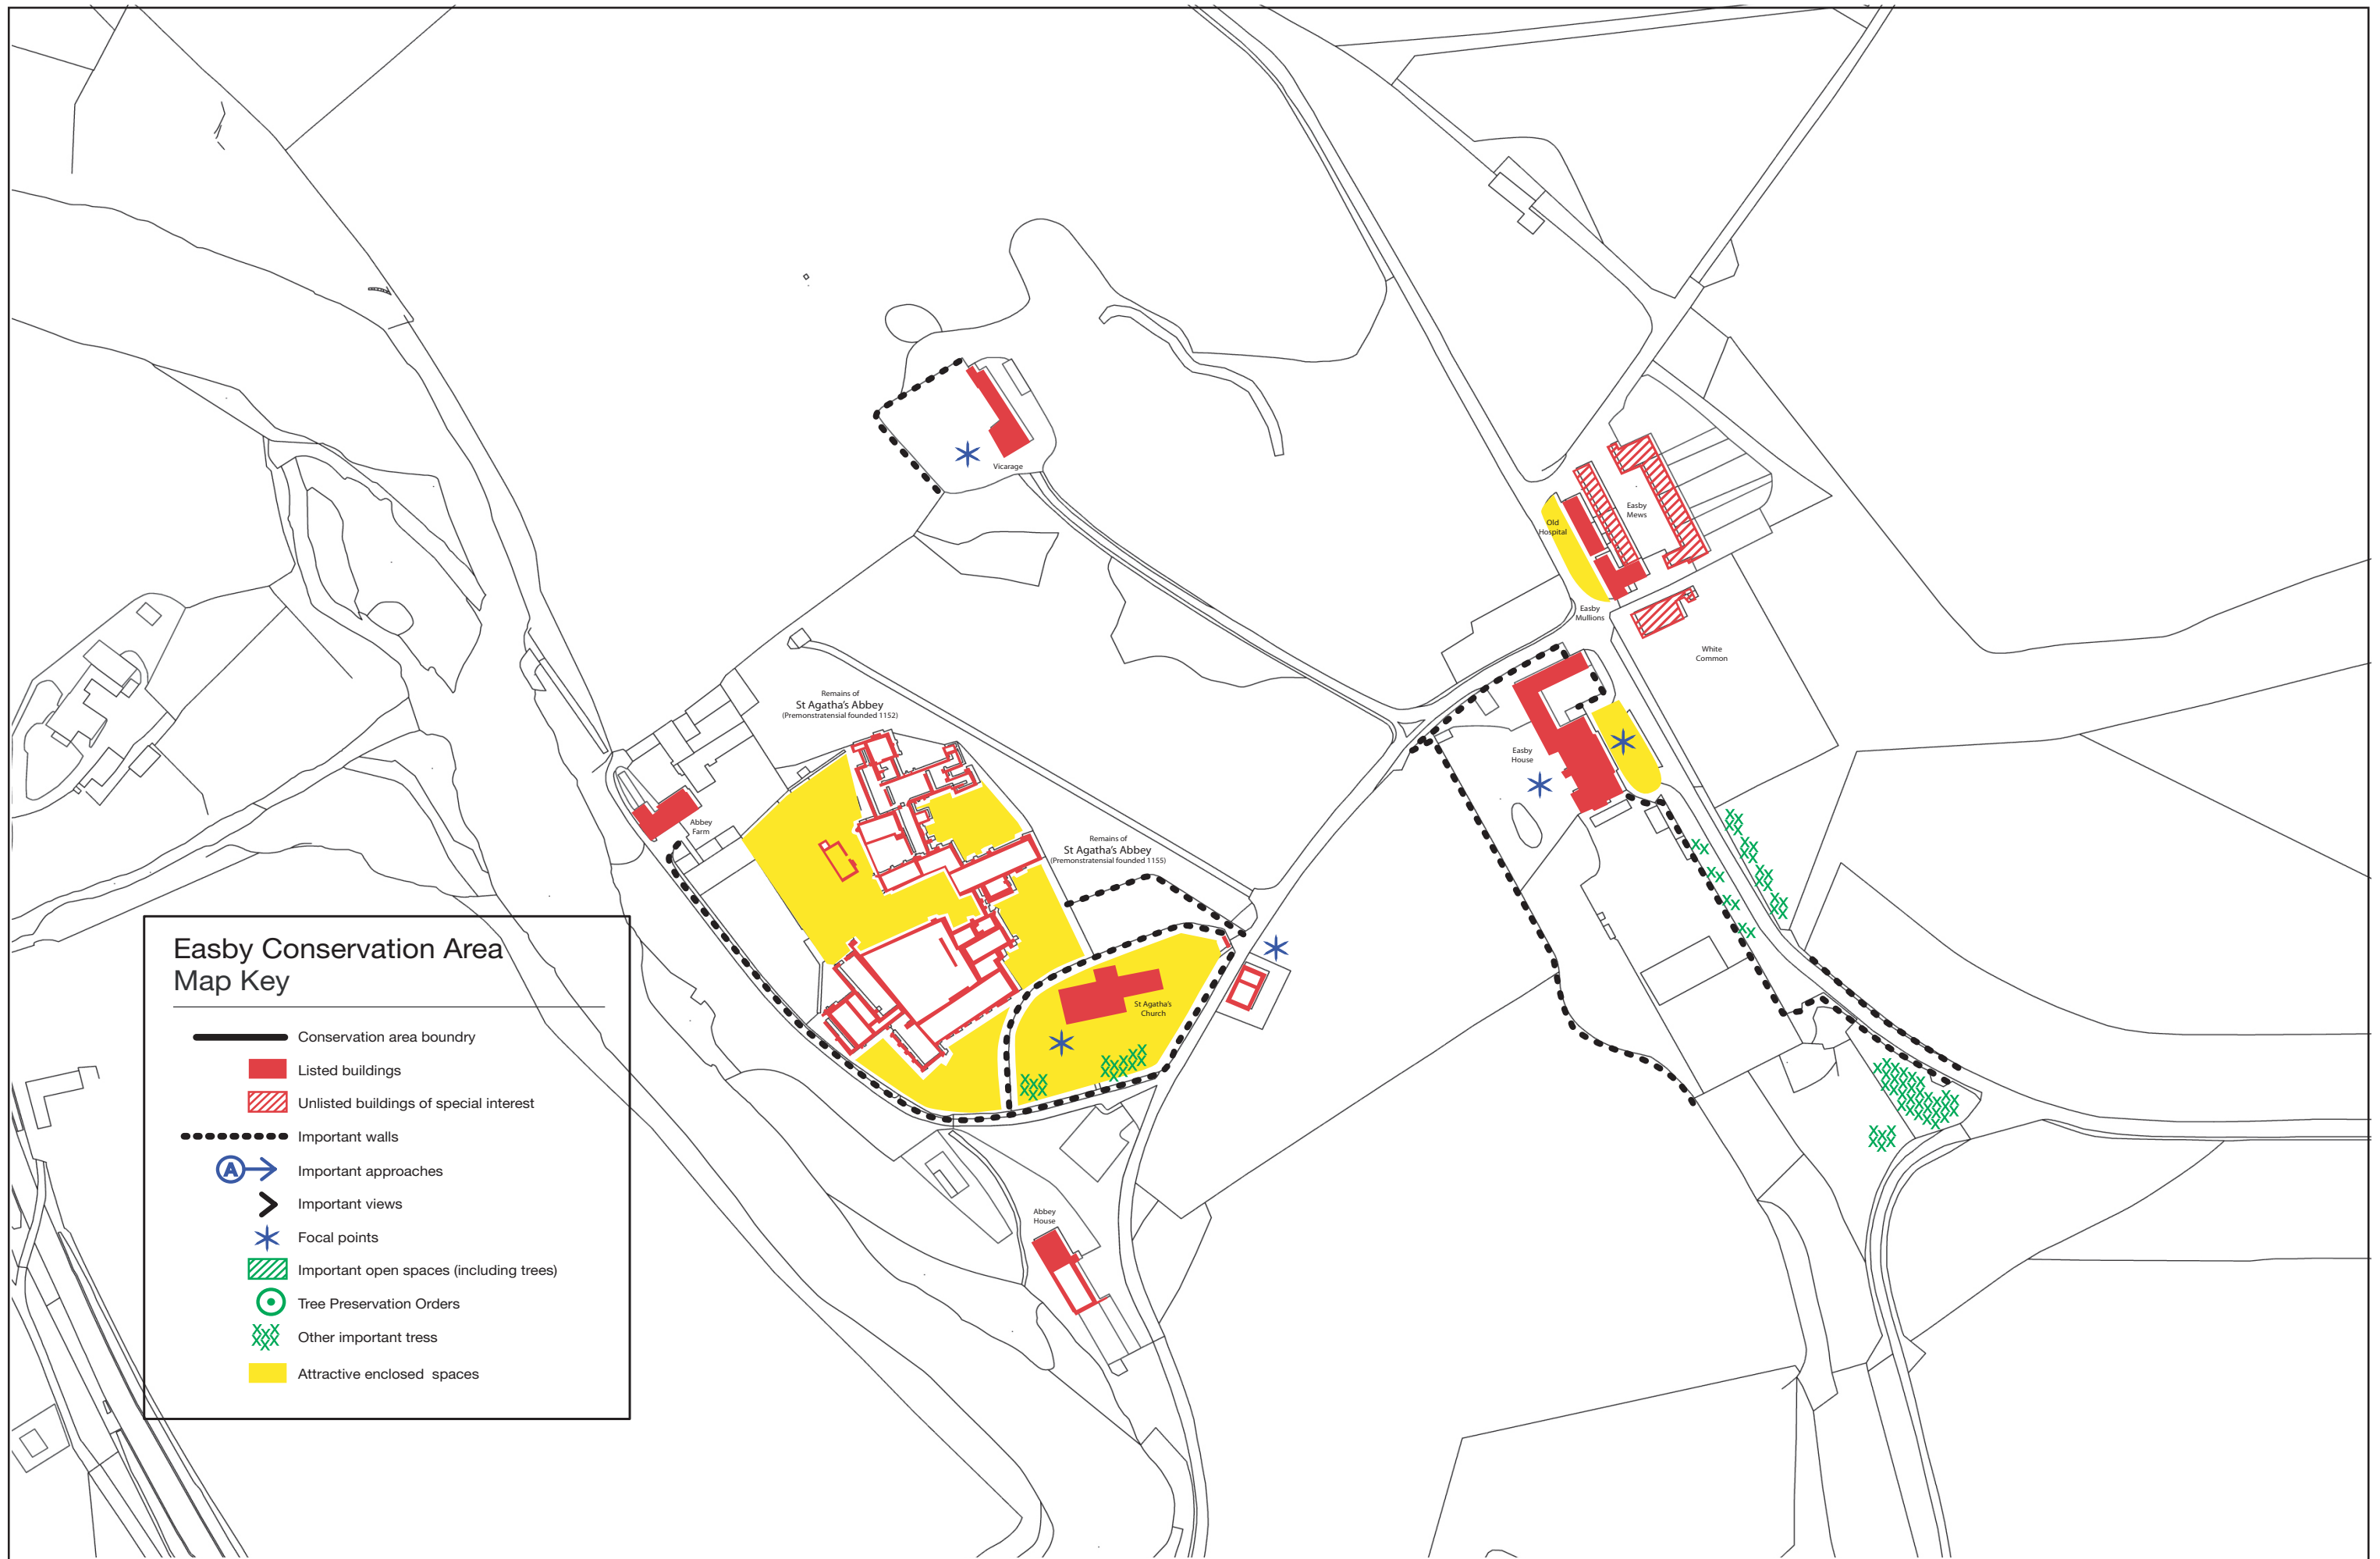 Vicarage
Old
Hospital
Easby
Mews
Easby
Mullions
White
Common
Remains of
St Agatha's Abbey
(Premonstratensial founded 1152)
Easby
House
Abbey
Farm
Remains of
St Agatha's Abbey
(Premonstratensial founded 1155)
St Agatha's
Church
Abbey
House
Easby Conservation Area
Map Key
Conservation area boundry
Listed buildings
Unlisted buildings of special interest
Important walls
A
Important approaches
Important views
Focal points
Important open spaces (including trees)
Tree Preservation Orders
Other important tress
Attractive enclosed spaces